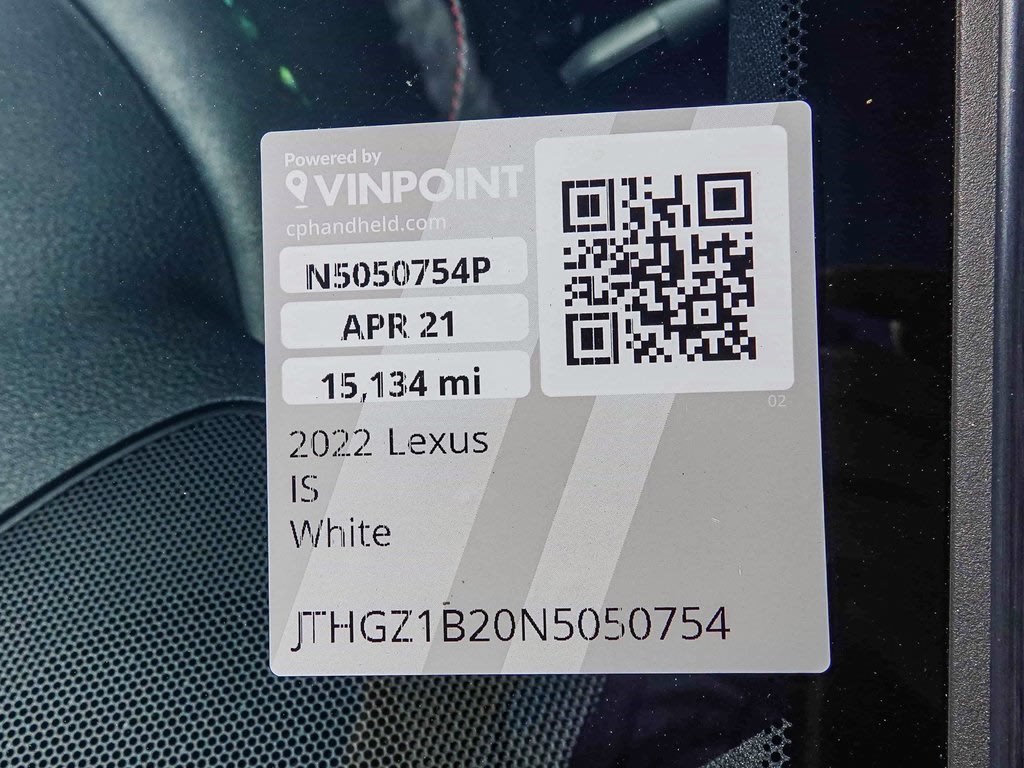 Powered by
VINPOINT
cphandheld.com
N5050754P
APR 21
15,134 mi
02
2022 Lexus
IS
White
JTHGZ1B20N5050754